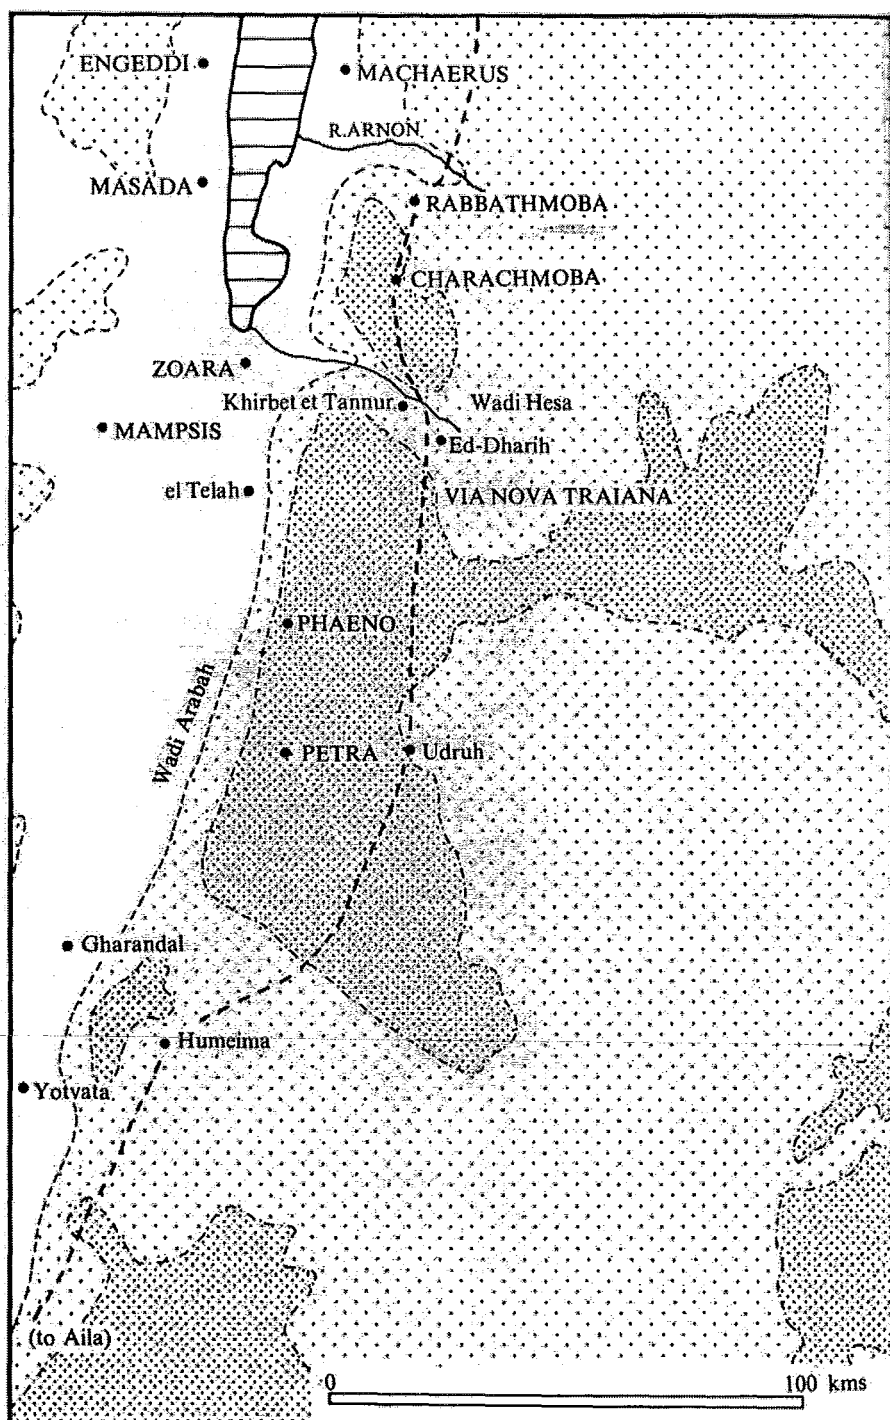 ENGEDDI
MACHAERUS
R.ARNON
MASADA
RABBATHMOBA
CHARACHMOBA
ZOARA
Khirbet et Tannur
Wadi Hesa
MAMPSIS
Ed-Dharih
el Telah
VIA NOVA TRAIANA
PHAENO
Wadi Arabah
PETRA
Udruh
Gharandal
Humeima
Yotvata
(to Aila)
0 100 kms